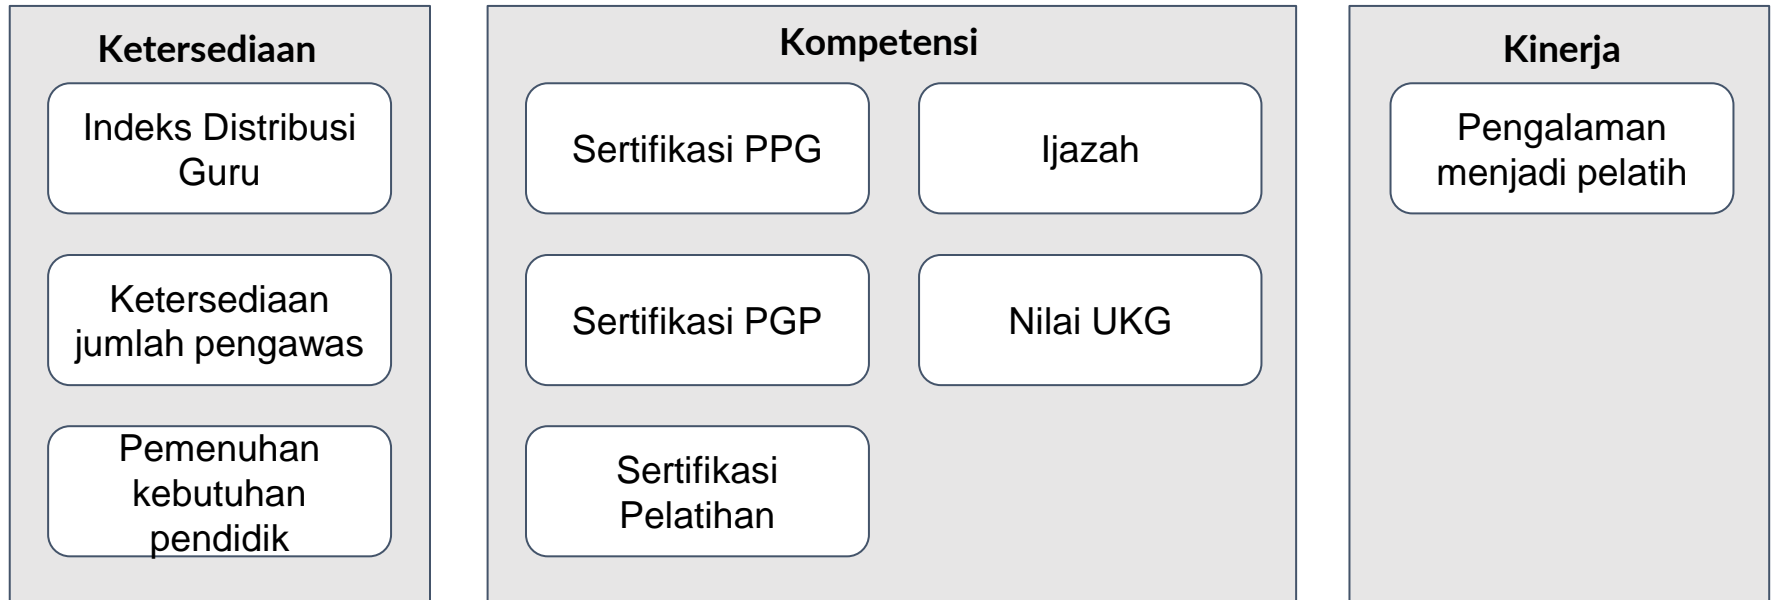 Ketersediaan
Indeks Distribusi
Guru
Ketersediaan
jumlah pengawas
Pemenuhan
kebutuhan
pendidik
Kompetensi
Sertifikasi PPG
Ijazah
Sertifikasi PGP
Nilai UKG
Sertifikasi
Pelatihan
Kinerja
Pengalaman
menjadi pelatih